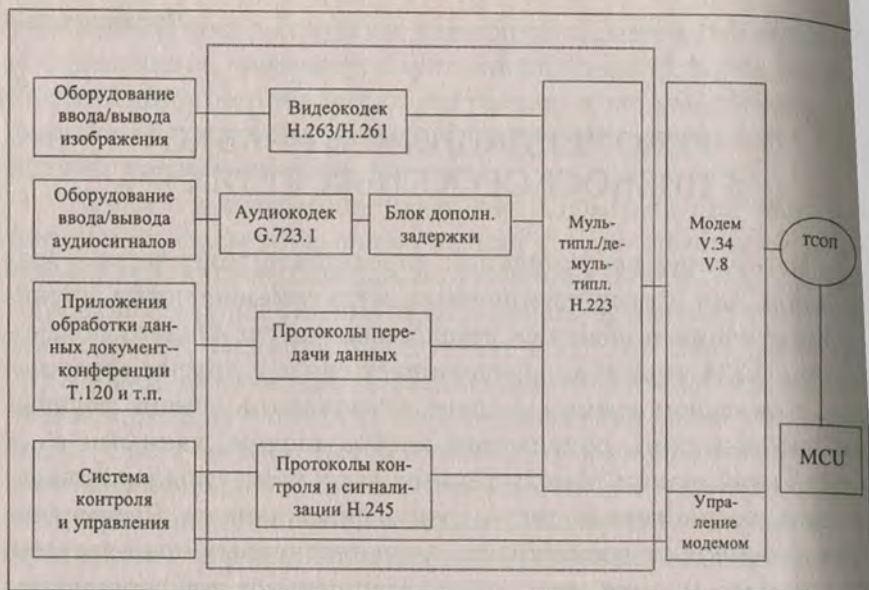 Оборудование
ввода/вывода
изображения
Видеокодек
H.263/H.261
Оборудование
ввода/вывода
аудиосигналов
Аудиокодек
G.723.1
Блок дополн.
задержки
Приложения
обработки дан-
ных документ--
конференции
T.120 и т.п.
Протоколы пере-
дачи данных
Система
контроля
и управления
Протоколы кон-
троля и сигнали-
зации H.245
Муль-
типл./де-
муль-
типл.
H.223
Модем
V.34
V.8
Упра-
ление
модемом
ТСОП
MCU